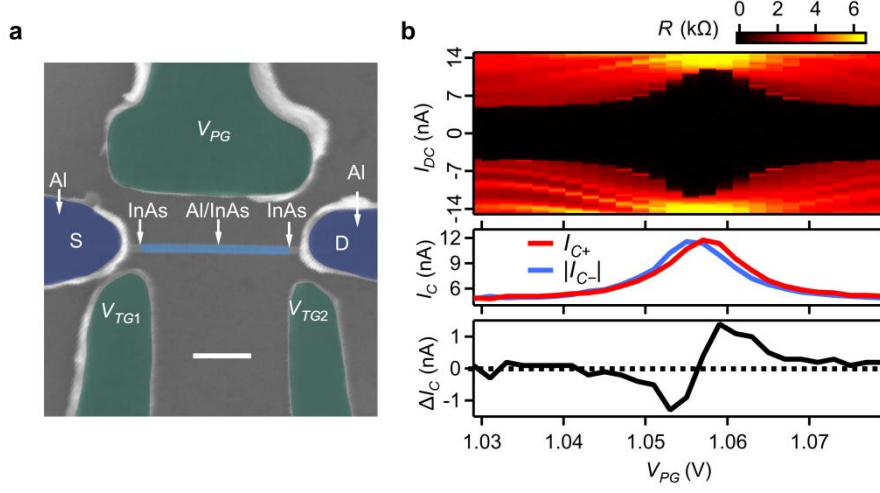 a
V_PG
Al
Al
InAs
Al/InAs
InAs
S
D
V_TG1
V_TG2
b
R (kΩ)
0 2 4 6
14
7
0
-7
-14
I_DC (nA)
12
9
6
I_C (nA)
I_C+
|I_C-|
1
0
-1
ΔI_C (nA)
1.03 1.04 1.05 1.06 1.07
V_PG (V)